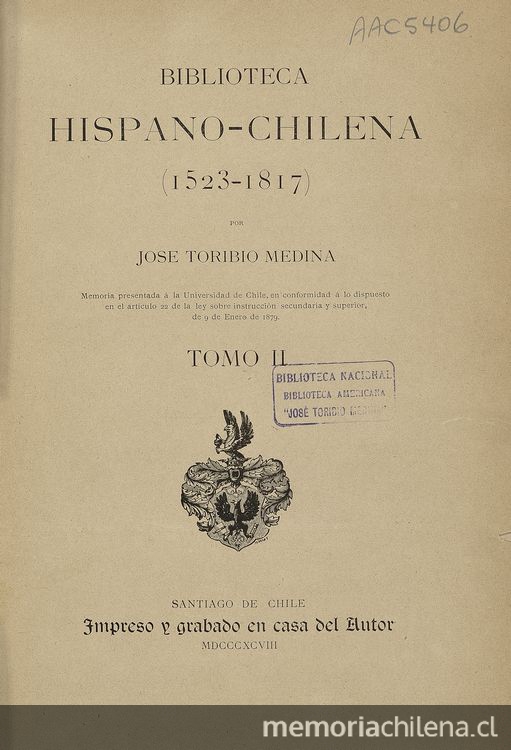 AAC5406
BIBLIOTECA
HISPANO-CHILENA
(1523-1817)
POR
JOSE TORIBIO MEDINA
Memoria presentada á la Universidad de Chile, en conformidad á lo dispuesto
en el artículo 22 de la ley sobre instrucción secundaria y superior,
de 9 de Enero de 1879.
TOMO II
BIBLIOTECA NACIONAL
BIBLIOTECA AMERICANA
"JOSÉ TORIBIO MEDINA"
SANTIAGO DE CHILE
Impreso y grabado en casa del Autor
MDCCCXCVIII
memoriachilena.cl